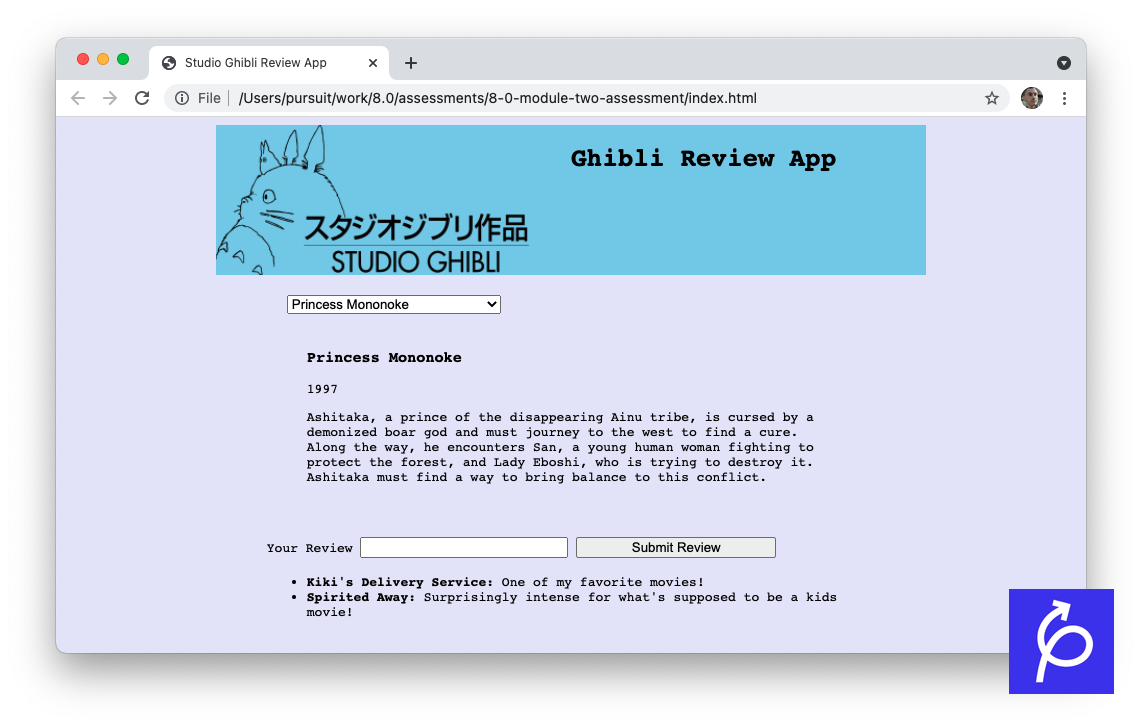 Studio Ghibli Review App
File
/Users/pursuit/work/8.0/assessments/8-0-module-two-assessment/index.html
Ghibli Review App
スタジオジブリ作品
STUDIO GHIBLI
Princess Mononoke
Princess Mononoke
1997
Ashitaka, a prince of the disappearing Ainu tribe, is cursed by a
demonized boar god and must journey to the west to find a cure.
Along the way, he encounters San, a young human woman fighting to
protect the forest, and Lady Eboshi, who is trying to destroy it.
Ashitaka must find a way to bring balance to this conflict.
Your Review
Submit Review
• Kiki's Delivery Service: One of my favorite movies!
• Spirited Away: Surprisingly intense for what's supposed to be a kids
movie!